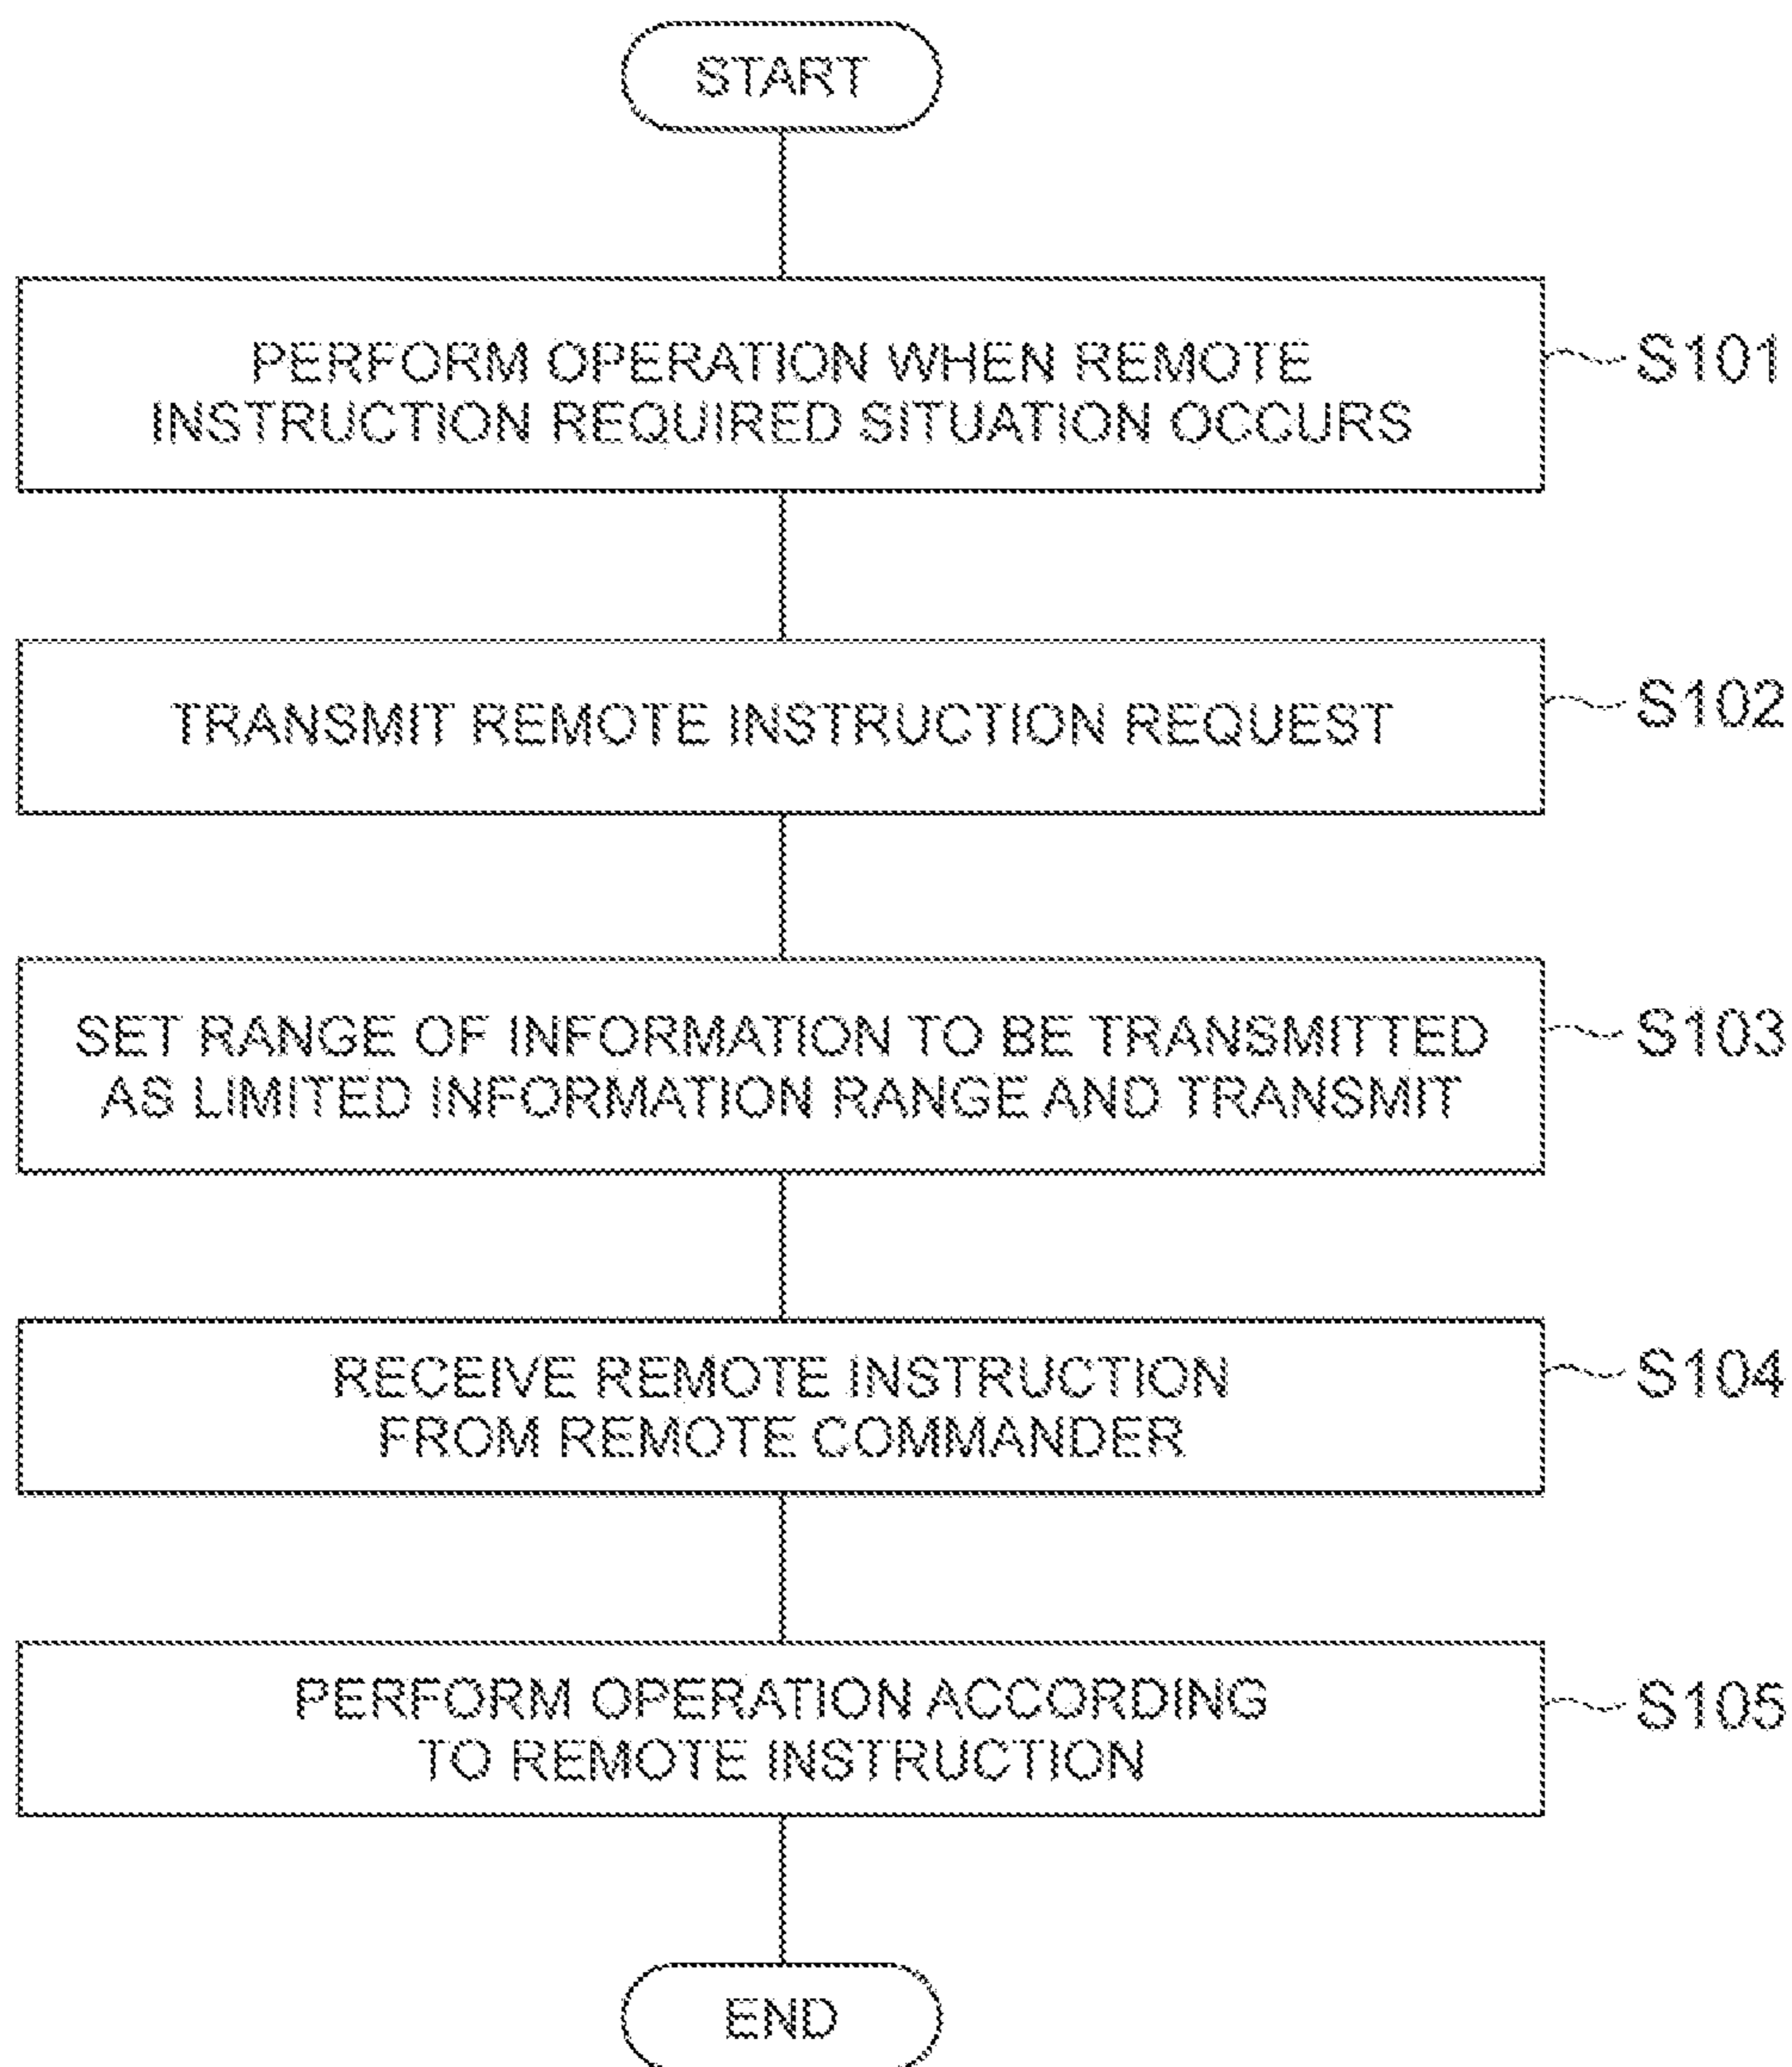 START
PERFORM OPERATION WHEN REMOTE
INSTRUCTION REQUIRED SITUATION OCCURS
S101
TRANSMIT REMOTE INSTRUCTION REQUEST
S102
SET RANGE OF INFORMATION TO BE TRANSMITTED
AS LIMITED INFORMATION RANGE AND TRANSMIT
S103
RECEIVE REMOTE INSTRUCTION
FROM REMOTE COMMANDER
S104
PERFORM OPERATION ACCORDING
TO REMOTE INSTRUCTION
S105
END